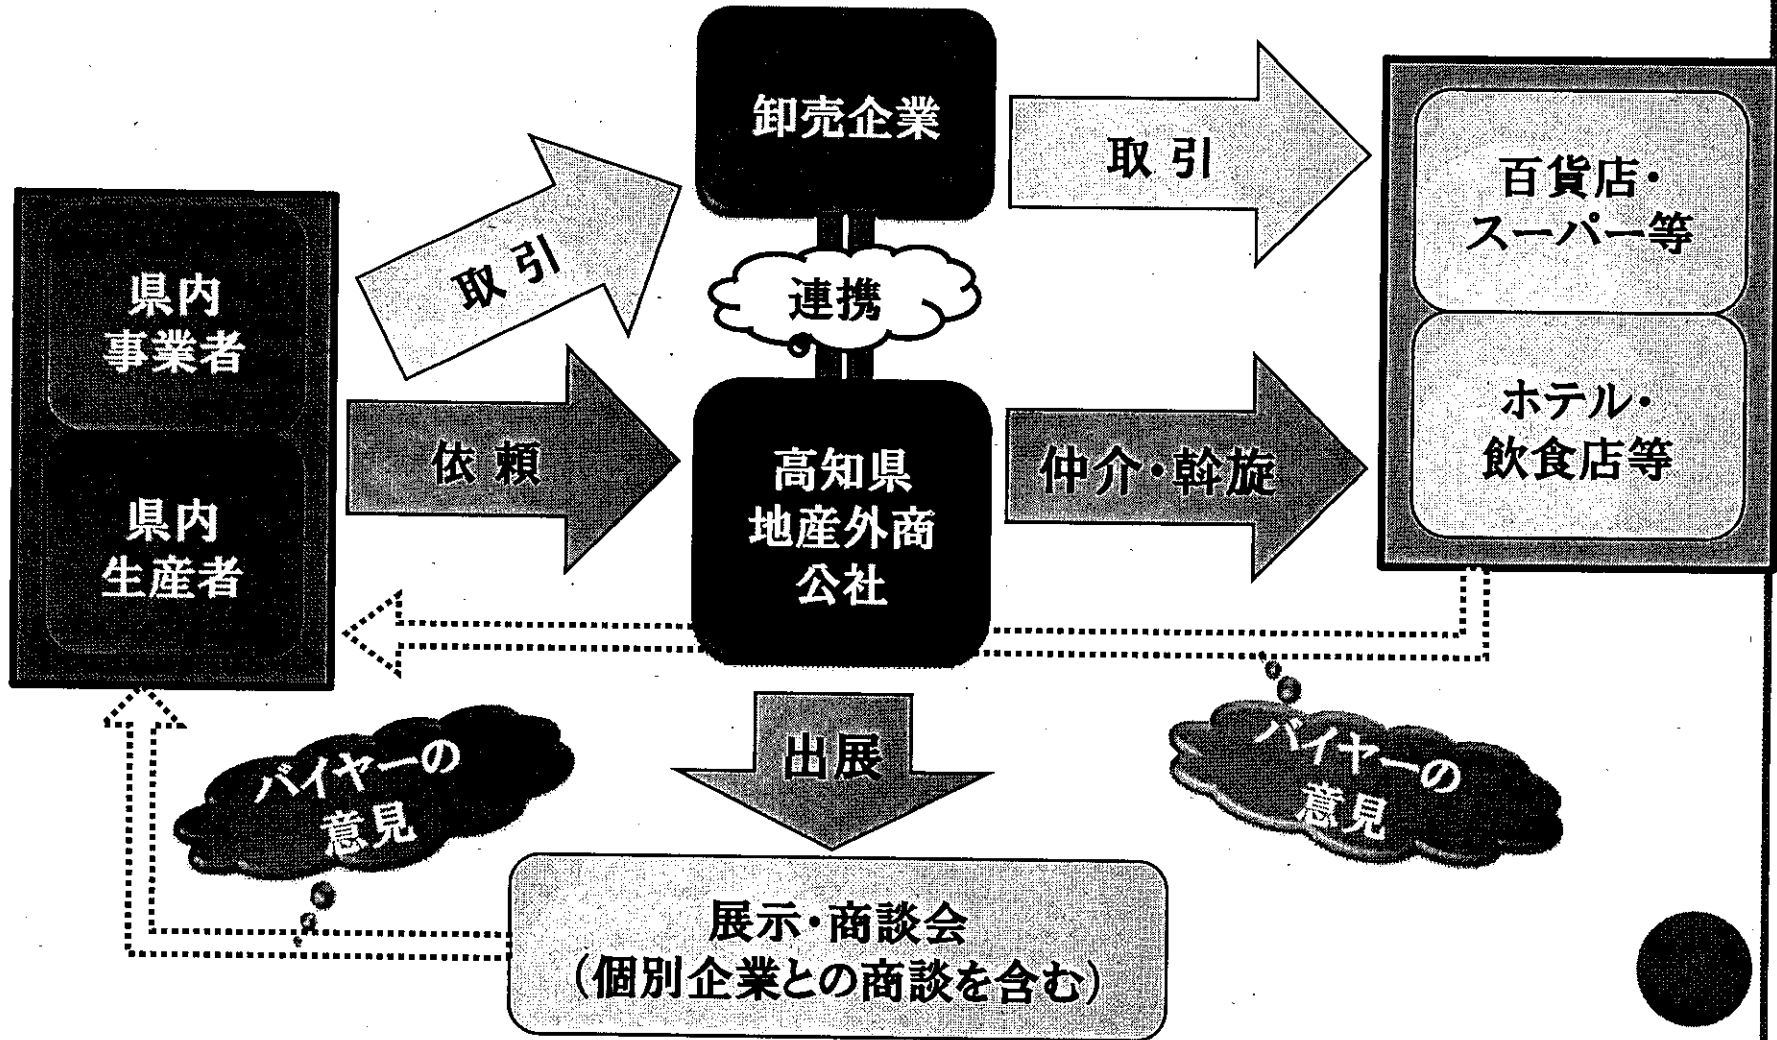 卸売企業
取引
百貨店・
スーパー等
県内
事業者
取引
連携
ホテル・
飲食店等
県内
生産者
依頼
高知県
地産外商
公社
仲介・斡旋
バイヤーの
意見
出展
バイヤーの
意見
展示・商談会
(個別企業との商談を含む)